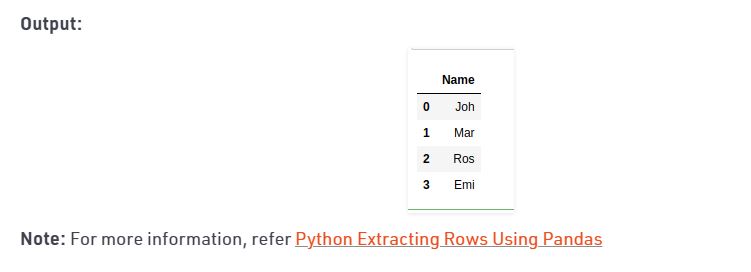 Output:
Name
0 Joh
1 Mar
2 Ros
3 Emi
Note: For more information, refer Python Extracting Rows Using Pandas